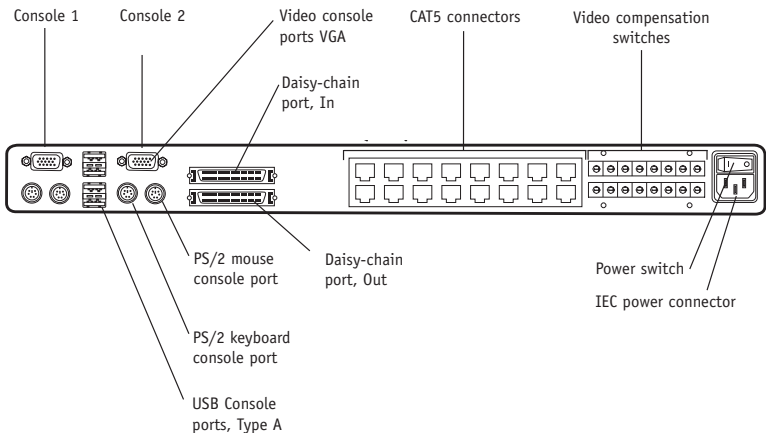 Console 1
Console 2
Video console
ports VGA
CAT5 connectors
Video compensation
switches
Daisy-chain
port, In
PS/2 mouse
console port
Daisy-chain
port, Out
Power switch
IEC power connector
PS/2 keyboard
console port
USB Console
ports, Type A